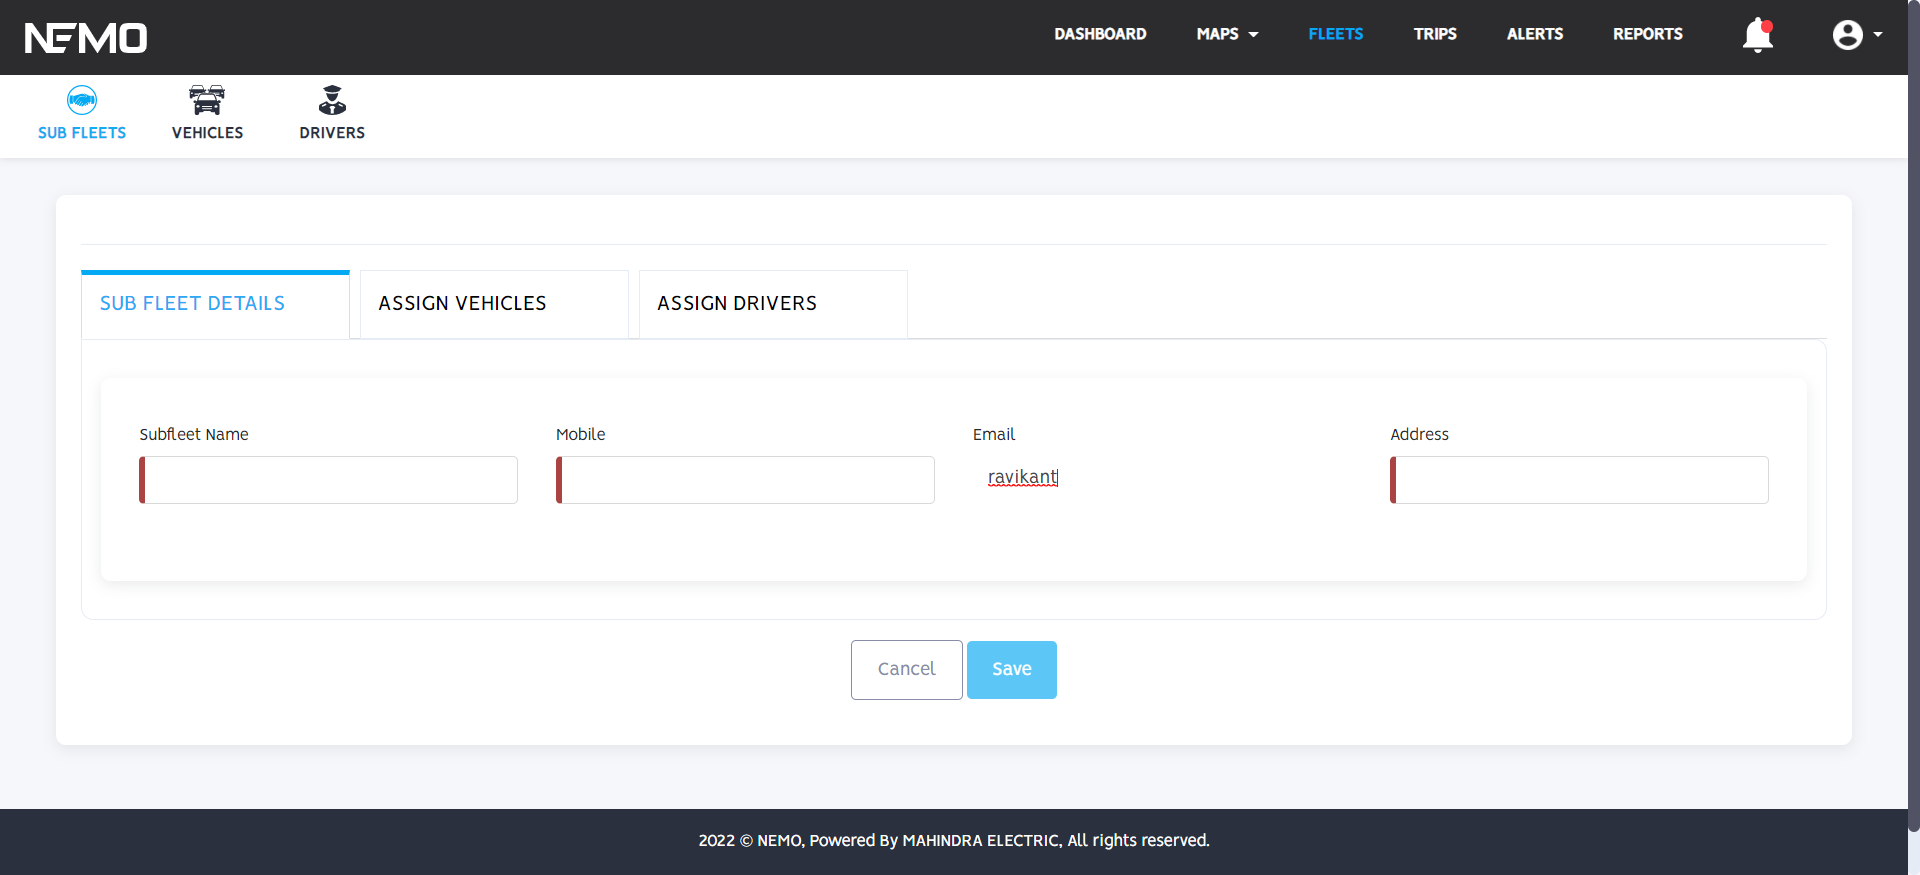 NEMO
DASHBOARD MAPS FLEETS TRIPS ALERTS REPORTS
SUB FLEETS VEHICLES DRIVERS
SUB FLEET DETAILS ASSIGN VEHICLES ASSIGN DRIVERS
Subfleet Name Mobile Email Address
ravikant
Cancel Save
2022 © NEMO, Powered By MAHINDRA ELECTRIC, All rights reserved.